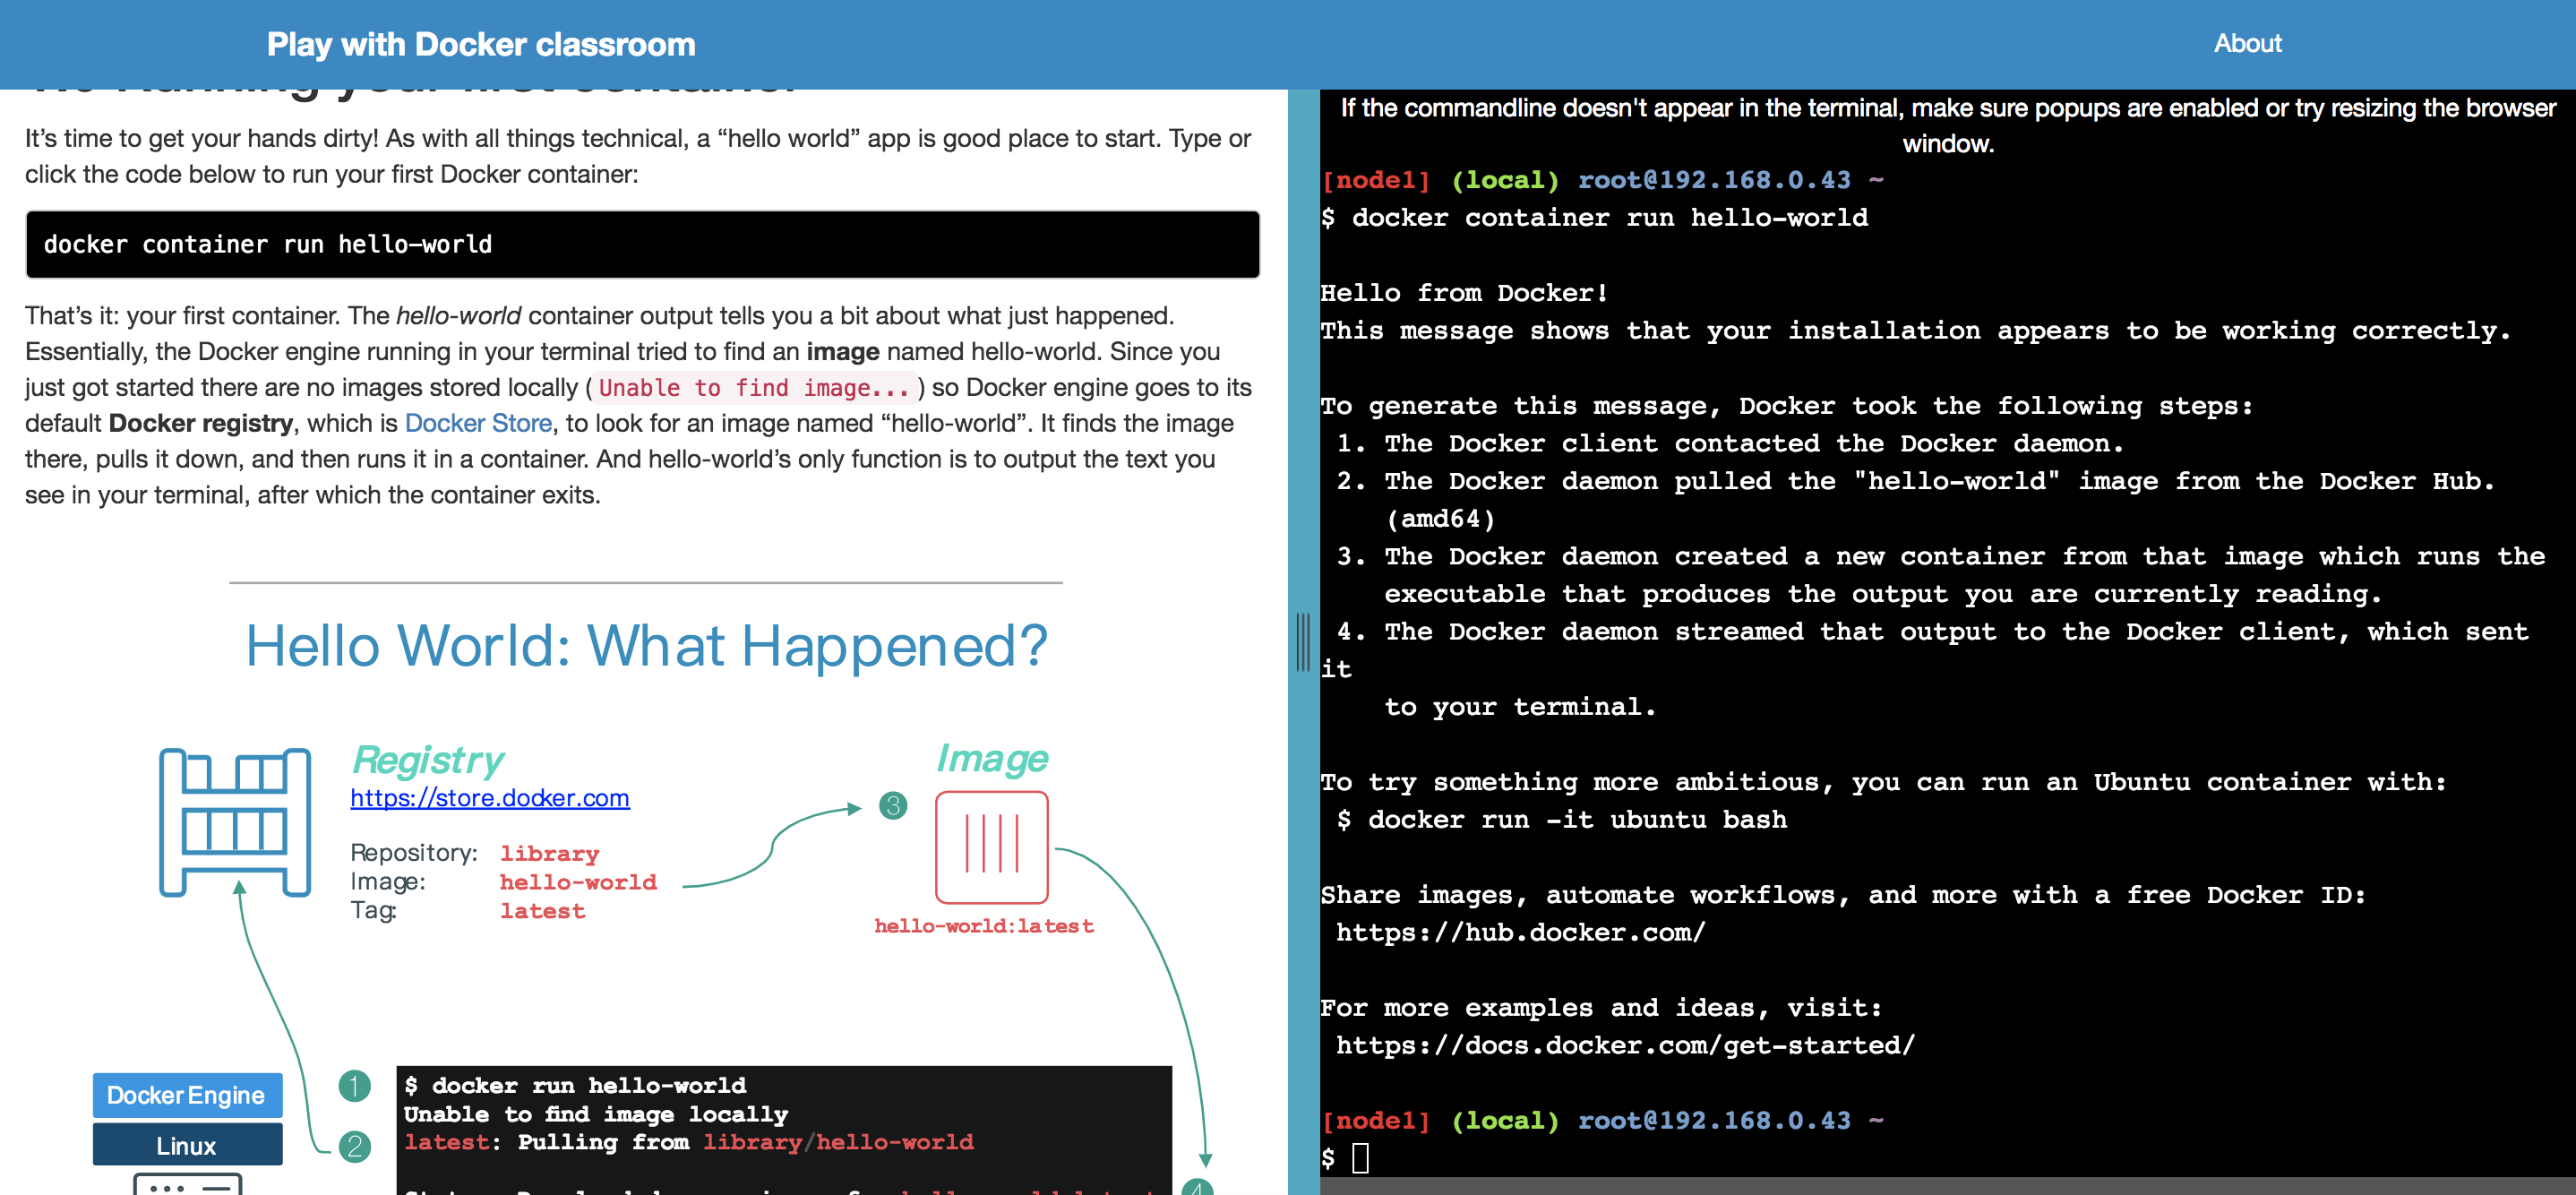 Play with Docker classroom
About
Running your first container
It’s time to get your hands dirty! As with all things technical, a “hello world” app is good place to start. Type or
click the code below to run your first Docker container:
docker container run hello-world
That’s it: your first container. The hello-world container output tells you a bit about what just happened.
Essentially, the Docker engine running in your terminal tried to find an image named hello-world. Since you
just got started there are no images stored locally (Unable to find image...) so Docker engine goes to its
default Docker registry, which is Docker Store, to look for an image named “hello-world”. It finds the image
there, pulls it down, and then runs it in a container. And hello-world’s only function is to output the text you
see in your terminal, after which the container exits.
Hello World: What Happened?
Registry
https://store.docker.com
Repository: library
Image: hello-world
Tag: latest
3
Image
hello-world:latest
Docker Engine
Linux
1
2
$ docker run hello-world
Unable to find image locally
latest: Pulling from library/hello-world
4
If the commandline doesn't appear in the terminal, make sure popups are enabled or try resizing the browser
window.
[node1] (local) root@192.168.0.43 ~
$ docker container run hello-world
Hello from Docker!
This message shows that your installation appears to be working correctly.
To generate this message, Docker took the following steps:
1. The Docker client contacted the Docker daemon.
2. The Docker daemon pulled the "hello-world" image from the Docker Hub.
(amd64)
3. The Docker daemon created a new container from that image which runs the
executable that produces the output you are currently reading.
4. The Docker daemon streamed that output to the Docker client, which sent
it
to your terminal.
To try something more ambitious, you can run an Ubuntu container with:
$ docker run -it ubuntu bash
Share images, automate workflows, and more with a free Docker ID:
https://hub.docker.com/
For more examples and ideas, visit:
https://docs.docker.com/get-started/
[node1] (local) root@192.168.0.43 ~
$